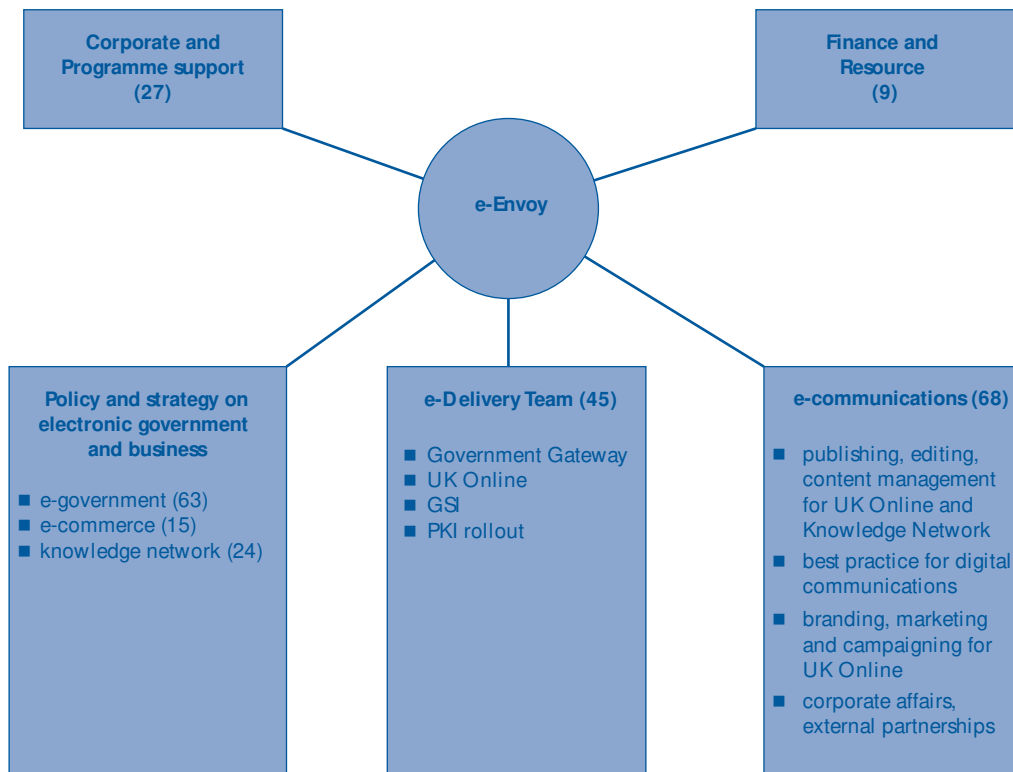 Corporate and
Programme support
(27)
Finance and
Resource
(9)
e-Envoy
Policy and strategy on
electronic government
and business
■ e-government (63)
■ e-commerce (15)
■ knowledge network (24)
e-Delivery Team (45)
■ Government Gateway
■ UK Online
■ GSI
■ PKI rollout
e-communications (68)
■ publishing, editing,
content management
for UK Online and
Knowledge Network
■ best practice for digital
communications
■ branding, marketing
and campaigning for
UK Online
■ corporate affairs,
external partnerships